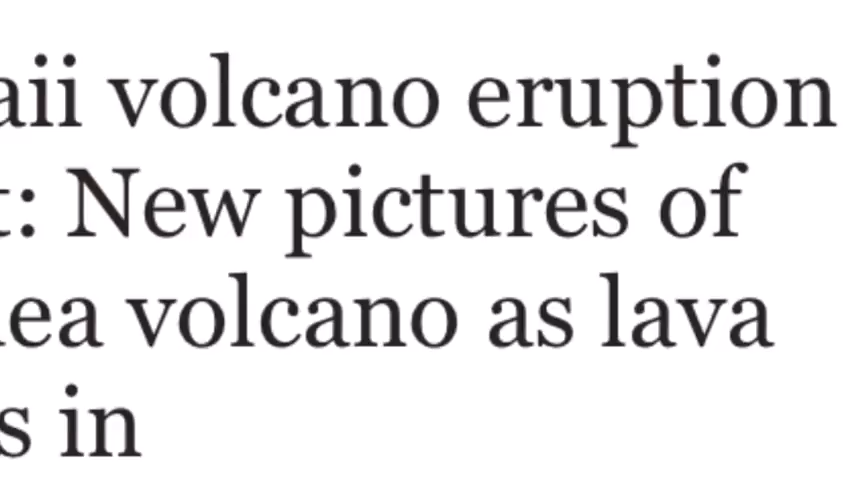 aii volcano eruption
t: New pictures of
ea volcano as lava
s in